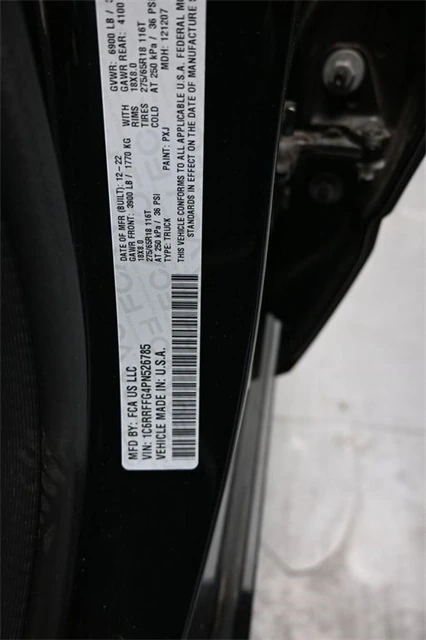 MFD BY: FCA US LLC
VIN: 1C6RRFFG4PN526785
VEHICLE MADE IN: U.S.A.
DATE OF MFR (BUILT): 12-22 GVWR: 6900 LB /
GAWR FRONT: 3900 LB / 1770 KG WITH GAWR REAR: 4100
18X8.0 RIMS 18X8.0
275/65R18 116T TIRES 275/65R18 116T
AT 250 kPa / 36 PSI COLD AT 250 kPa / 36 PSI
TYPE: TRUCK PAINT: PXJ MDH: 121207
THIS VEHICLE CONFORMS TO ALL APPLICABLE U.S.A. FEDERAL
STANDARDS IN EFFECT ON THE DATE OF MANUFACTURE